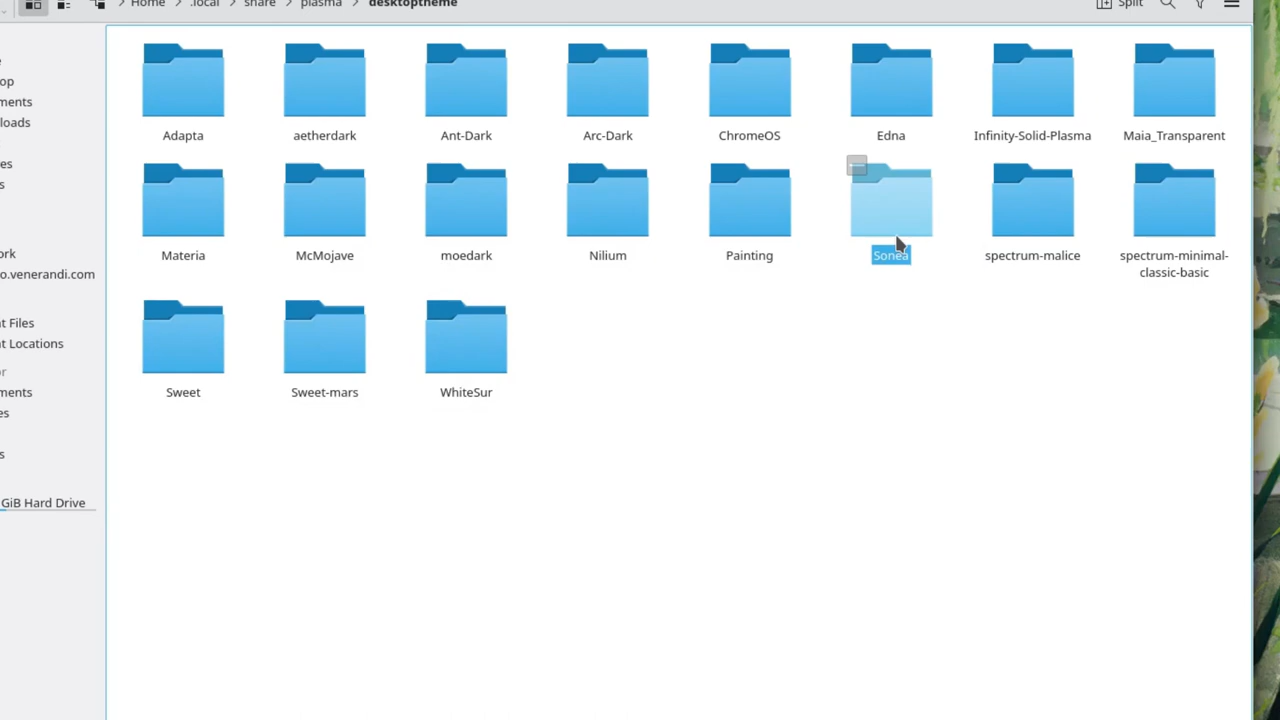 Home > .local > share > plasma > desktoptheme Split
Adapta aetherdark Ant-Dark Arc-Dark ChromeOS Edna Infinity-Solid-Plasma Maia_Transparent
Materia McMojave moedark Nilium Painting Sonea spectrum-malice spectrum-minimal-
classic-basic
Sweet Sweet-mars WhiteSur
op
ments
loads
es
s
ork
o.venerandi.com
t Files
t Locations
or
ments
es
s
GiB Hard Drive